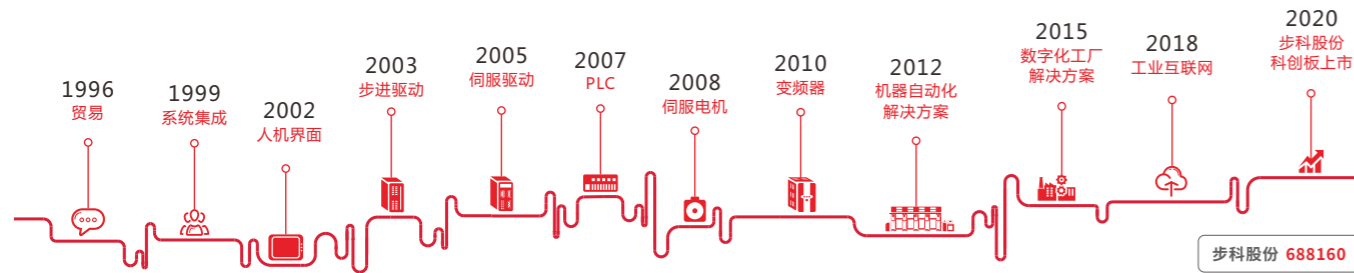 1996
贸易
1999
系统集成
2002
人机界面
2003
步进驱动
2005
伺服驱动
2007
PLC
2008
伺服电机
2010
变频器
2012
机器自动化
解决方案
2015
数字化工厂
解决方案
2018
工业互联网
2020
步科股份
科创板上市
步科股份 688160